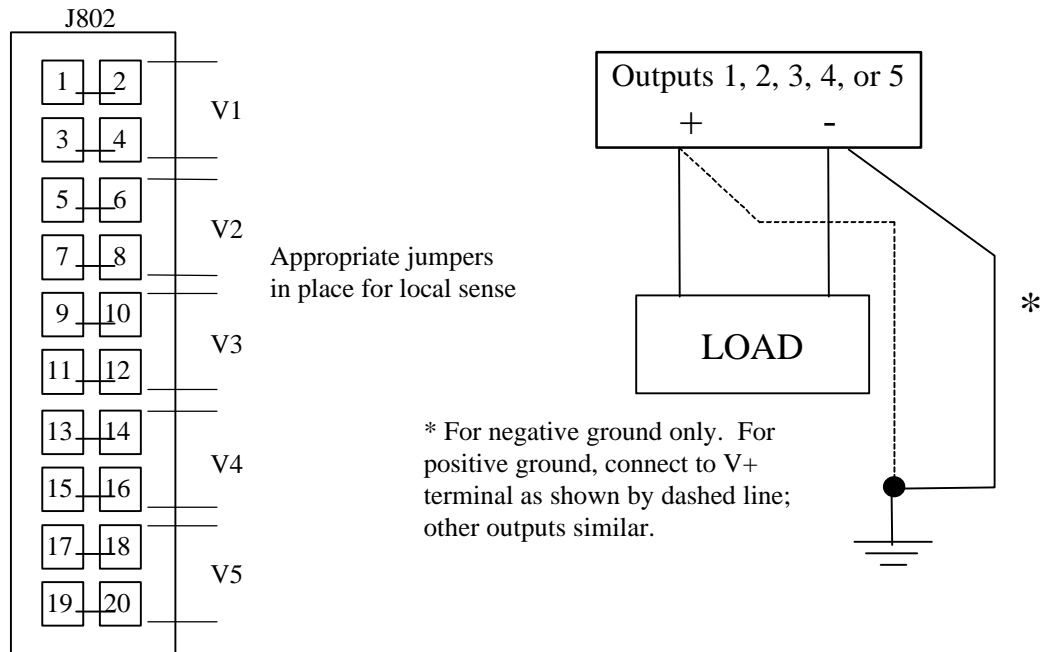 J802
1 2
3 4
V1
5 6
7 8
V2
9 10
11 12
V3
13 14
15 16
V4
17 18
19 20
V5
Appropriate jumpers
in place for local sense
Outputs 1, 2, 3, 4, or 5
+ -
LOAD
*
* For negative ground only. For
positive ground, connect to V+
terminal as shown by dashed line;
other outputs similar.